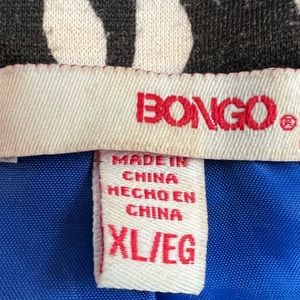 BONGO®
MADE IN
CHINA
HECHO EN
CHINA
XL/EG